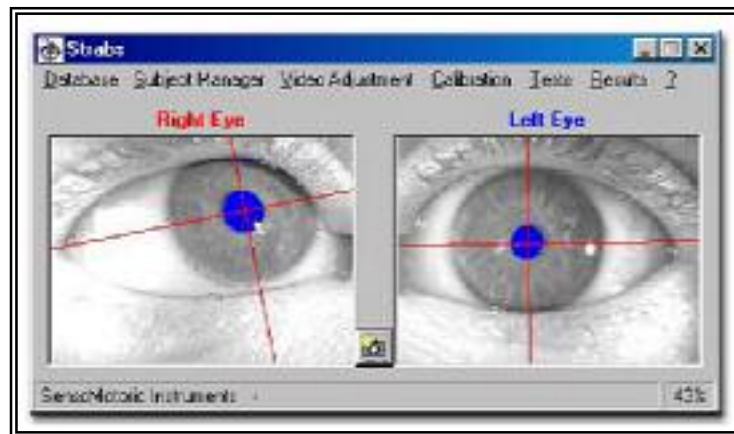 Strabs
Database Subject Manager Video Adjustment Calibration Tests Results ?
Right Eye Left Eye
SensoMotoric Instruments
43%